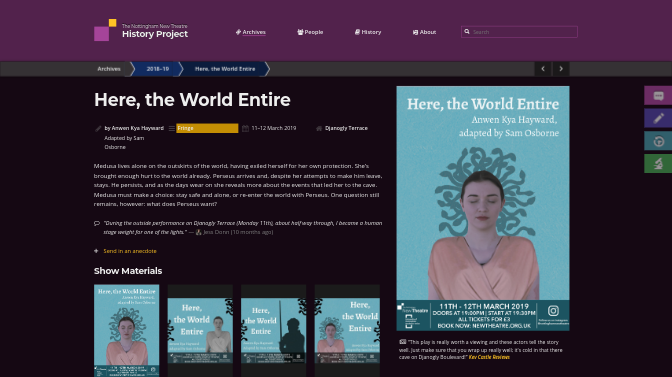 The Nottingham New Theatre
History Project
Archives
People
History
About
Search
Archives
2018–19
Here, the World Entire
Here, the World Entire
by Anwen Kya Hayward
Adapted by Sam
Osborne
Fringe
11–12 March 2019
Djanogly Terrace
Medusa lives alone on the outskirts of the world, having exiled herself for her own protection. She's
brought enough hurt to the world already. Perseus arrives and, despite her attempts to make him leave,
stays. He persists, and as the days wear on she reveals more about the events that led her to the cave.
Medusa must make a choice: stay safe and alone, or re-enter the world with Perseus. One question still
remains, however: what does Perseus want?
"During the outside performance on Djanogly Terrace (Monday 11th), about half way through, I became a human
stage weight for one of the lights." — Jess Donn (10 months ago)
Send in an anecdote
Show Materials
Here, the World Entire
Here,
the World
Entire
Here,
the World
Entire
Here,
the World
Entire
Here, the World Entire
Anwen Kya Hayward,
adapted by Sam Osborne
11TH - 12TH MARCH 2019
DOORS AT 19:00PM | START AT 19:30PM
ALL TICKETS FOR £3
BOOK NOW: NEWTHEATRE.ORG.UK
"This play is really worth a viewing and these actors tell the story
well. Just make sure that you wrap up really well; it's cold in that there
cave on Djanogly Boulevard!" Kev Castle Reviews